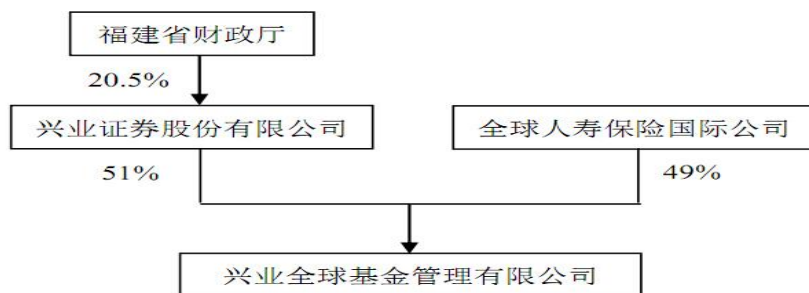 福建省财政厅
20.5%
兴业证券股份有限公司
全球人寿保险国际公司
51%
49%
兴业全球基金管理有限公司